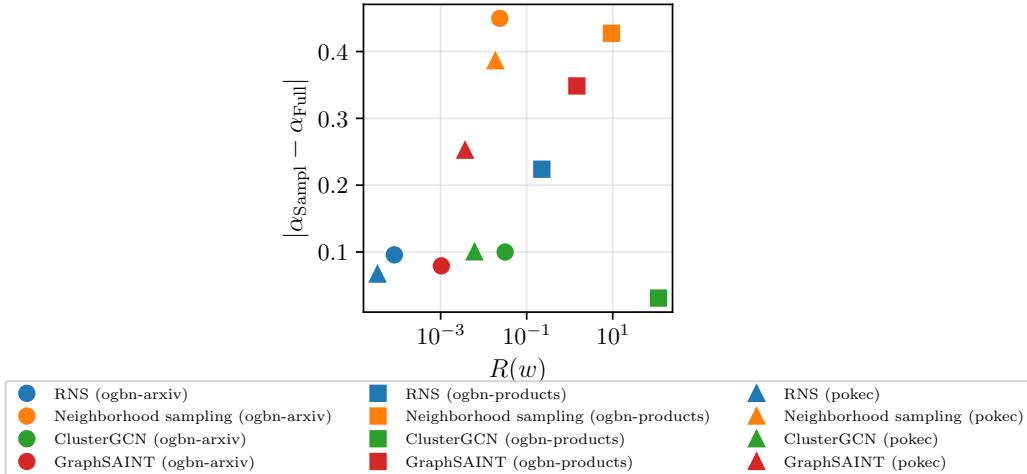 0.4
0.3
0.2
0.1
|α_Sampl − α_Full|
10^−3 10^−1 10^1
R(w)
RNS (ogbn-arxiv) RNS (ogbn-products) RNS (pokec)
Neighborhood sampling (ogbn-arxiv) Neighborhood sampling (ogbn-products) Neighborhood sampling (pokec)
ClusterGCN (ogbn-arxiv) ClusterGCN (ogbn-products) ClusterGCN (pokec)
GraphSAINT (ogbn-arxiv) GraphSAINT (ogbn-products) GraphSAINT (pokec)